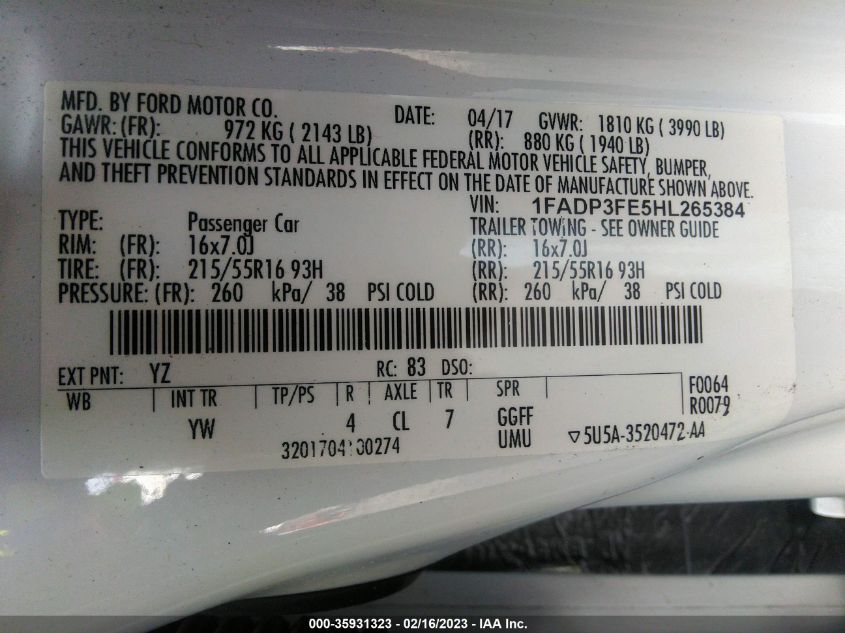 MFD. BY FORD MOTOR CO. DATE: 04/17 GVWR: 1810 KG ( 3990 LB)
GAWR: (FR): 972 KG ( 2143 LB) (RR): 880 KG ( 1940 LB)
THIS VEHICLE CONFORMS TO ALL APPLICABLE FEDERAL MOTOR VEHICLE SAFETY, BUMPER,
AND THEFT PREVENTION STANDARDS IN EFFECT ON THE DATE OF MANUFACTURE SHOWN ABOVE.
VIN: 1FADP3FE5HL265384
TYPE: Passenger Car TRAILER TOWING - SEE OWNER GUIDE
RIM: (FR): 16x7.0J (RR): 16x7.0J
TIRE: (FR): 215/55R16 93H (RR): 215/55R16 93H
PRESSURE: (FR): 260 kPa/ 38 PSI COLD (RR): 260 kPa/ 38 PSI COLD
EXT PNT: YZ RC: 83 DSO:
WB INT TR TP/PS R AXLE TR SPR F0064
R0079
YW 4 CL 7 GGFF
3201704 00274 UMU ▽5U5A-3520472-AA
000-35931323 - 02/16/2023 - IAA Inc.